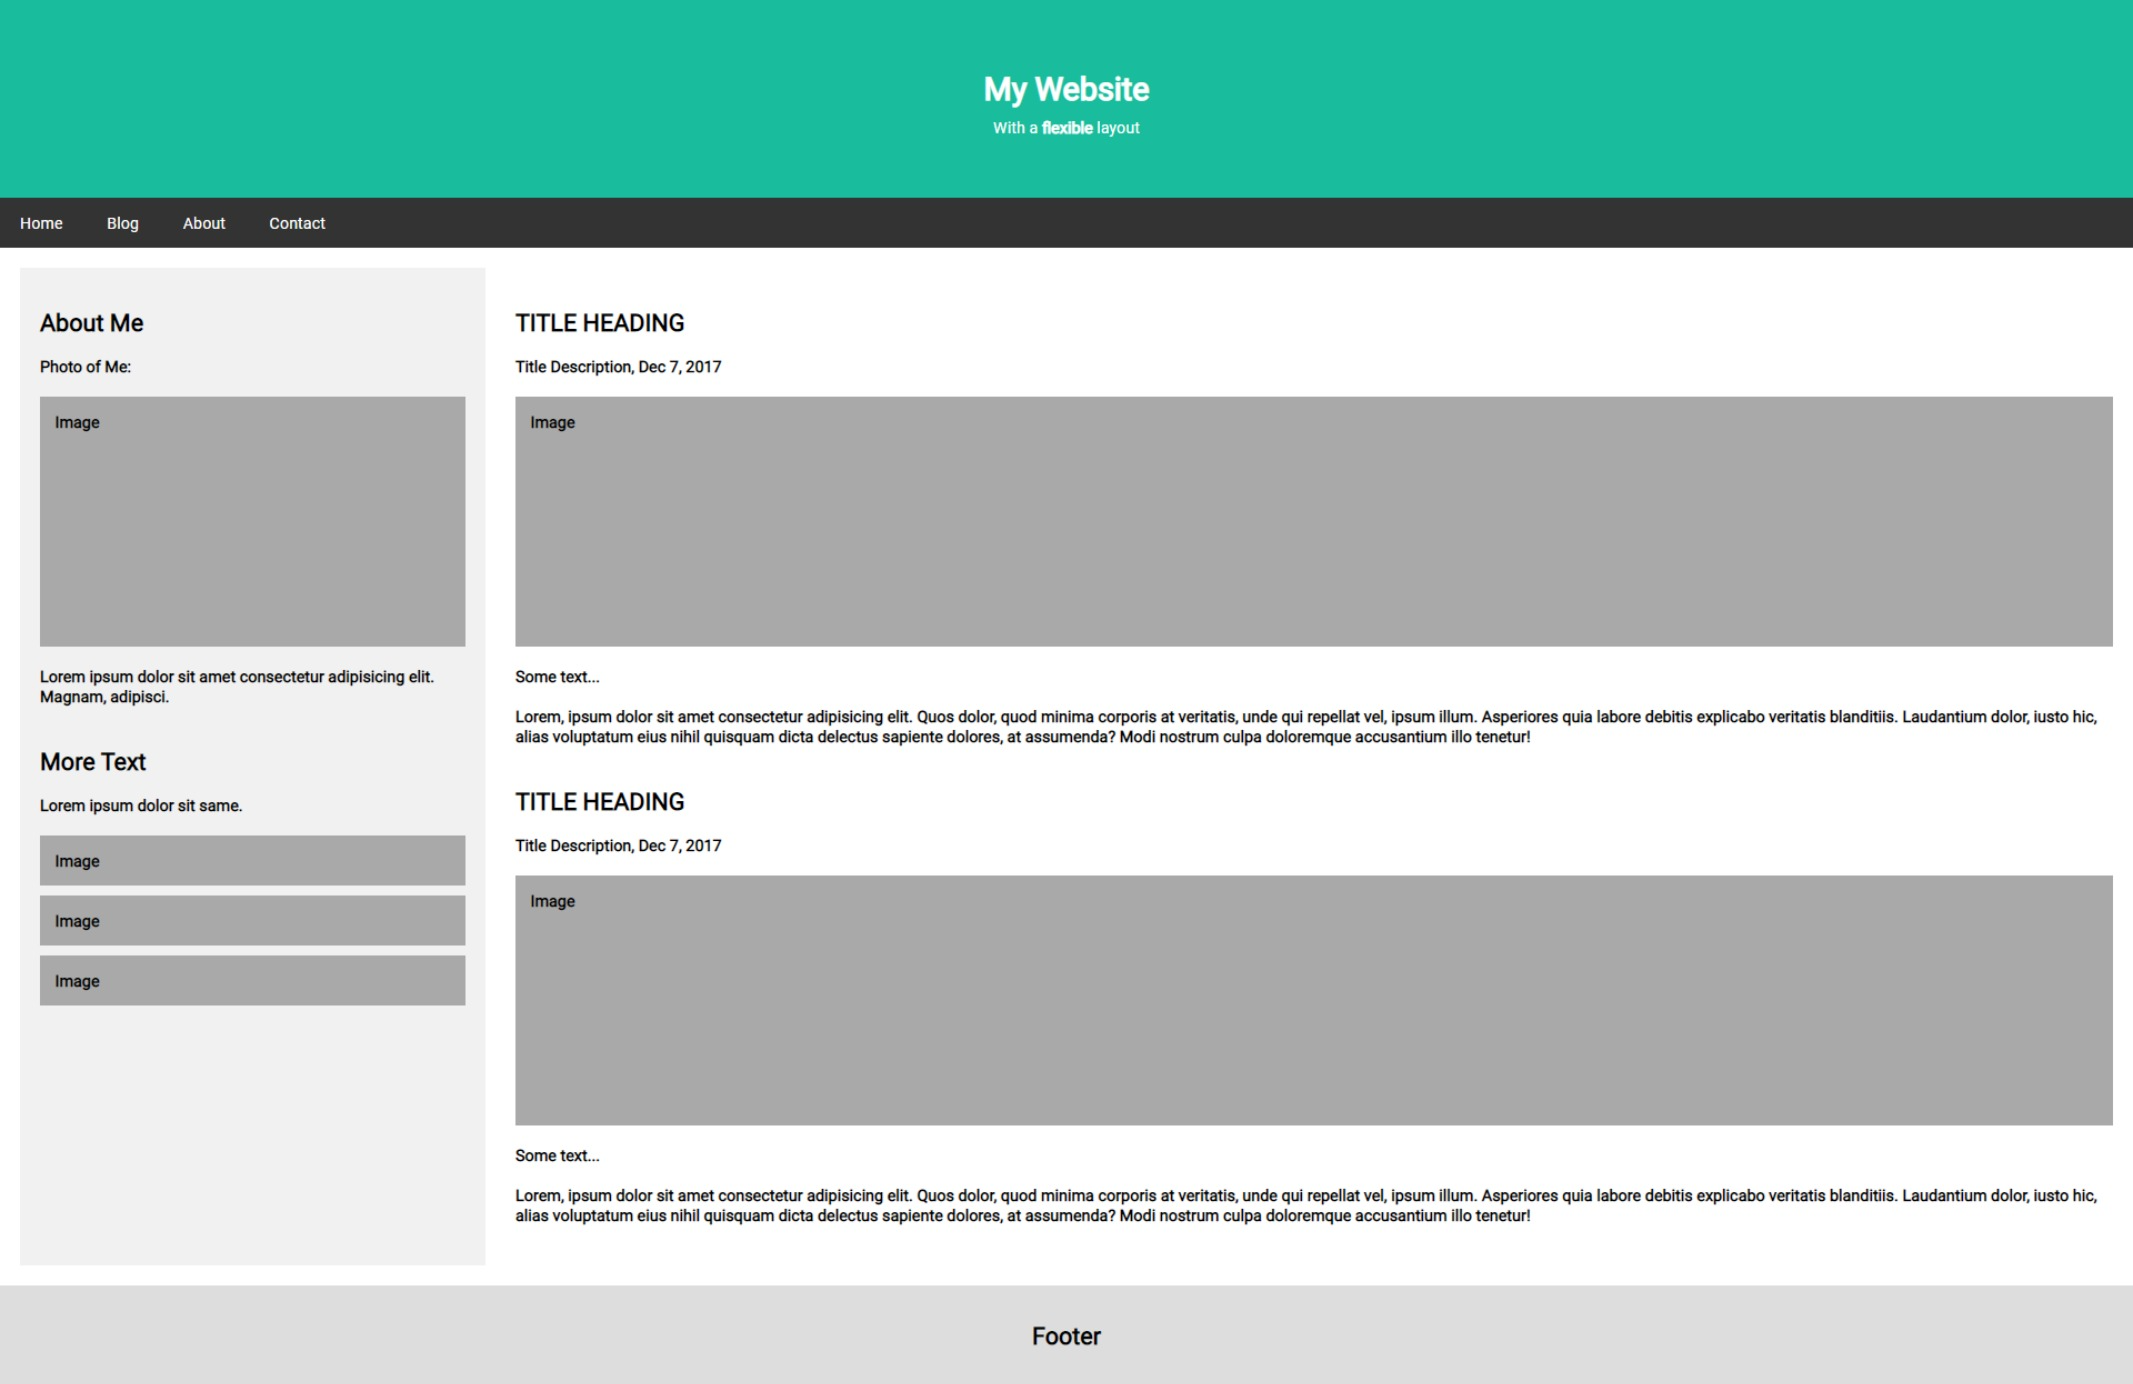 My Website
With a flexible layout
Home Blog About Contact
About Me
Photo of Me:
Image
Lorem ipsum dolor sit amet consectetur adipisicing elit.
Magnam, adipisci.
More Text
Lorem ipsum dolor sit same.
Image
Image
Image
TITLE HEADING
Title Description, Dec 7, 2017
Image
Some text...
Lorem, ipsum dolor sit amet consectetur adipisicing elit. Quos dolor, quod minima corporis at veritatis, unde qui repellat vel, ipsum illum. Asperiores quia labore debitis explicabo veritatis blanditiis. Laudantium dolor, iusto hic,
alias voluptatum eius nihil quisquam dicta delectus sapiente dolores, at assumenda? Modi nostrum culpa doloremque accusantium illo tenetur!
TITLE HEADING
Title Description, Dec 7, 2017
Image
Some text...
Lorem, ipsum dolor sit amet consectetur adipisicing elit. Quos dolor, quod minima corporis at veritatis, unde qui repellat vel, ipsum illum. Asperiores quia labore debitis explicabo veritatis blanditiis. Laudantium dolor, iusto hic,
alias voluptatum eius nihil quisquam dicta delectus sapiente dolores, at assumenda? Modi nostrum culpa doloremque accusantium illo tenetur!
Footer